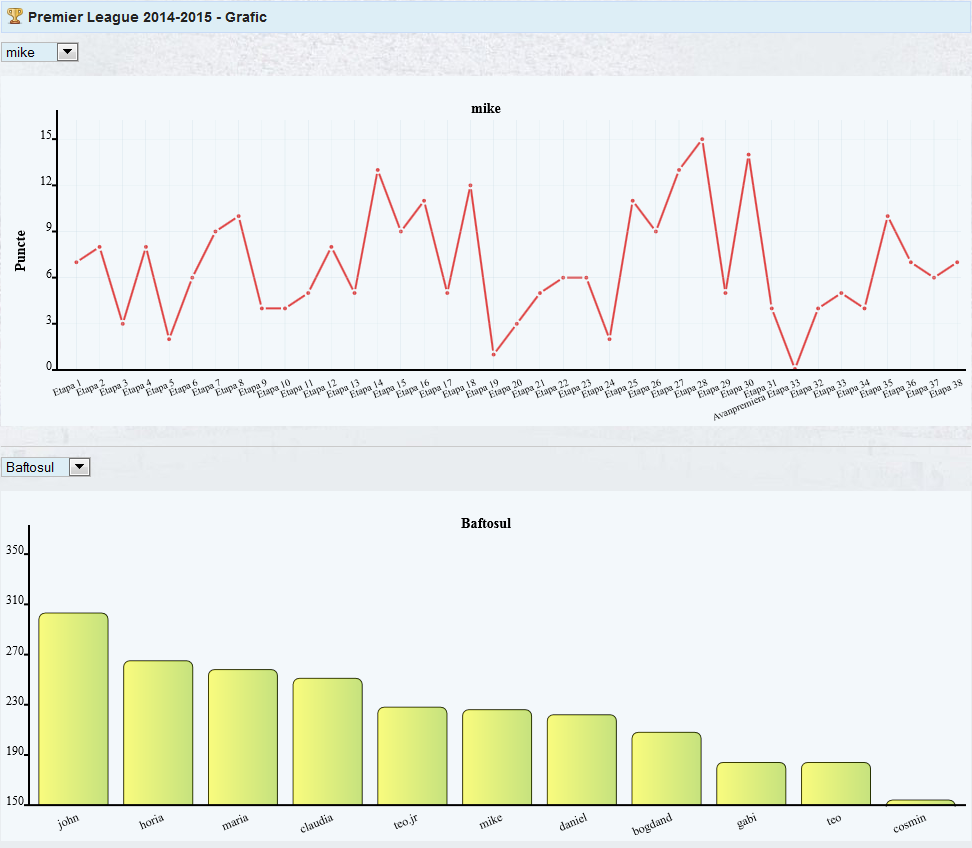 Premier League 2014-2015 - Grafic
mike
mike
Puncte
15
12
9
6
3
0
Etapa 1 Etapa 2 Etapa 3 Etapa 4 Etapa 5 Etapa 6 Etapa 7 Etapa 8 Etapa 9 Etapa 10 Etapa 11 Etapa 12 Etapa 13 Etapa 14 Etapa 15 Etapa 16 Etapa 17 Etapa 18 Etapa 19 Etapa 20 Etapa 21 Etapa 22 Etapa 23 Etapa 24 Etapa 25 Etapa 26 Etapa 27 Etapa 28 Etapa 29 Etapa 30 Etapa 31 Avanpremiera Etapa 33 Etapa 32 Etapa 33 Etapa 34 Etapa 35 Etapa 36 Etapa 37 Etapa 38
Baftosul
Baftosul
350
310
270
230
190
150
john horia maria claudia teo.jr mike daniel bogdand gabi teo cosmin